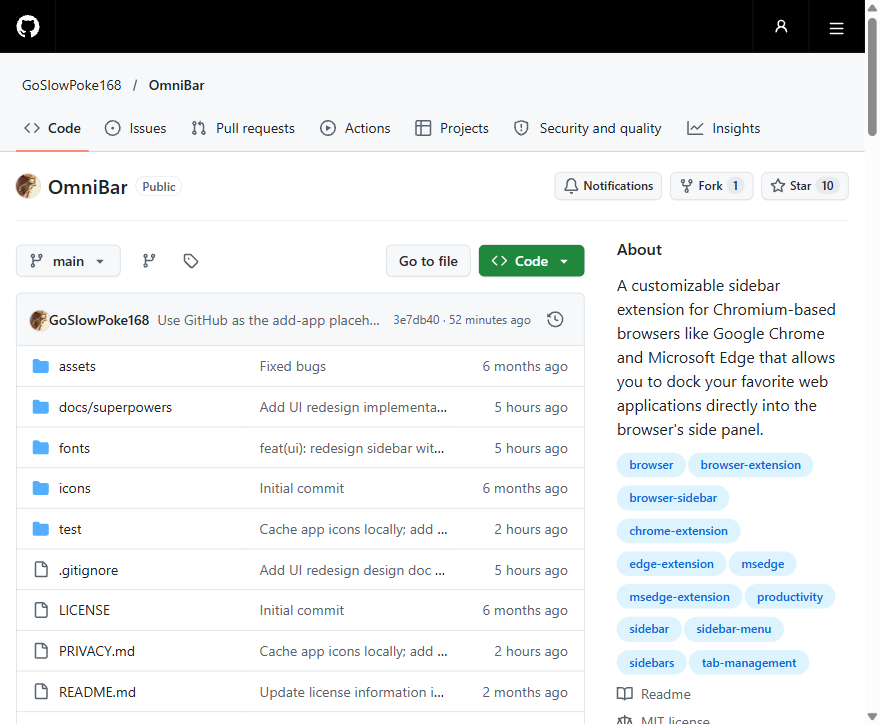 GoSlowPoke168 / OmniBar
Code Issues Pull requests Actions Projects Security and quality Insights
OmniBar Public Notifications Fork 1 Star 10
main Go to file Code
GoSlowPoke168 Use GitHub as the add-app placeh... 3e7db40 · 52 minutes ago
assets Fixed bugs 6 months ago
docs/superpowers Add UI redesign implementa... 5 hours ago
fonts feat(ui): redesign sidebar wit... 5 hours ago
icons Initial commit 6 months ago
test Cache app icons locally; add ... 2 hours ago
.gitignore Add UI redesign design doc ... 5 hours ago
LICENSE Initial commit 6 months ago
PRIVACY.md Cache app icons locally; add ... 2 hours ago
README.md Update license information i... 2 months ago
About
A customizable sidebar
extension for Chromium-based
browsers like Google Chrome
and Microsoft Edge that allows
you to dock your favorite web
applications directly into the
browser's side panel.
browser browser-extension
browser-sidebar
chrome-extension
edge-extension msedge
msedge-extension productivity
sidebar sidebar-menu
sidebars tab-management
Readme
MIT license